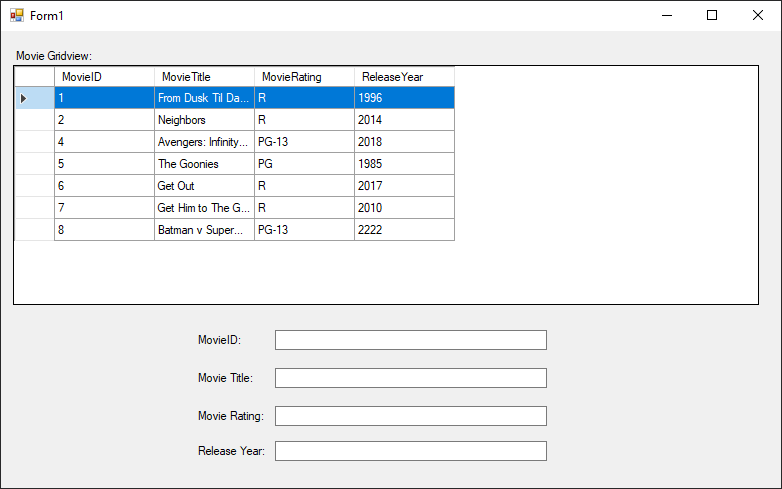 Form1
Movie Gridview:
MovieID MovieTitle MovieRating ReleaseYear
1 From Dusk Til Da... R 1996
2 Neighbors R 2014
4 Avengers: Infinity... PG-13 2018
5 The Goonies PG 1985
6 Get Out R 2017
7 Get Him to The G... R 2010
8 Batman v Super... PG-13 2222
MovieID:
Movie Title:
Movie Rating:
Release Year: